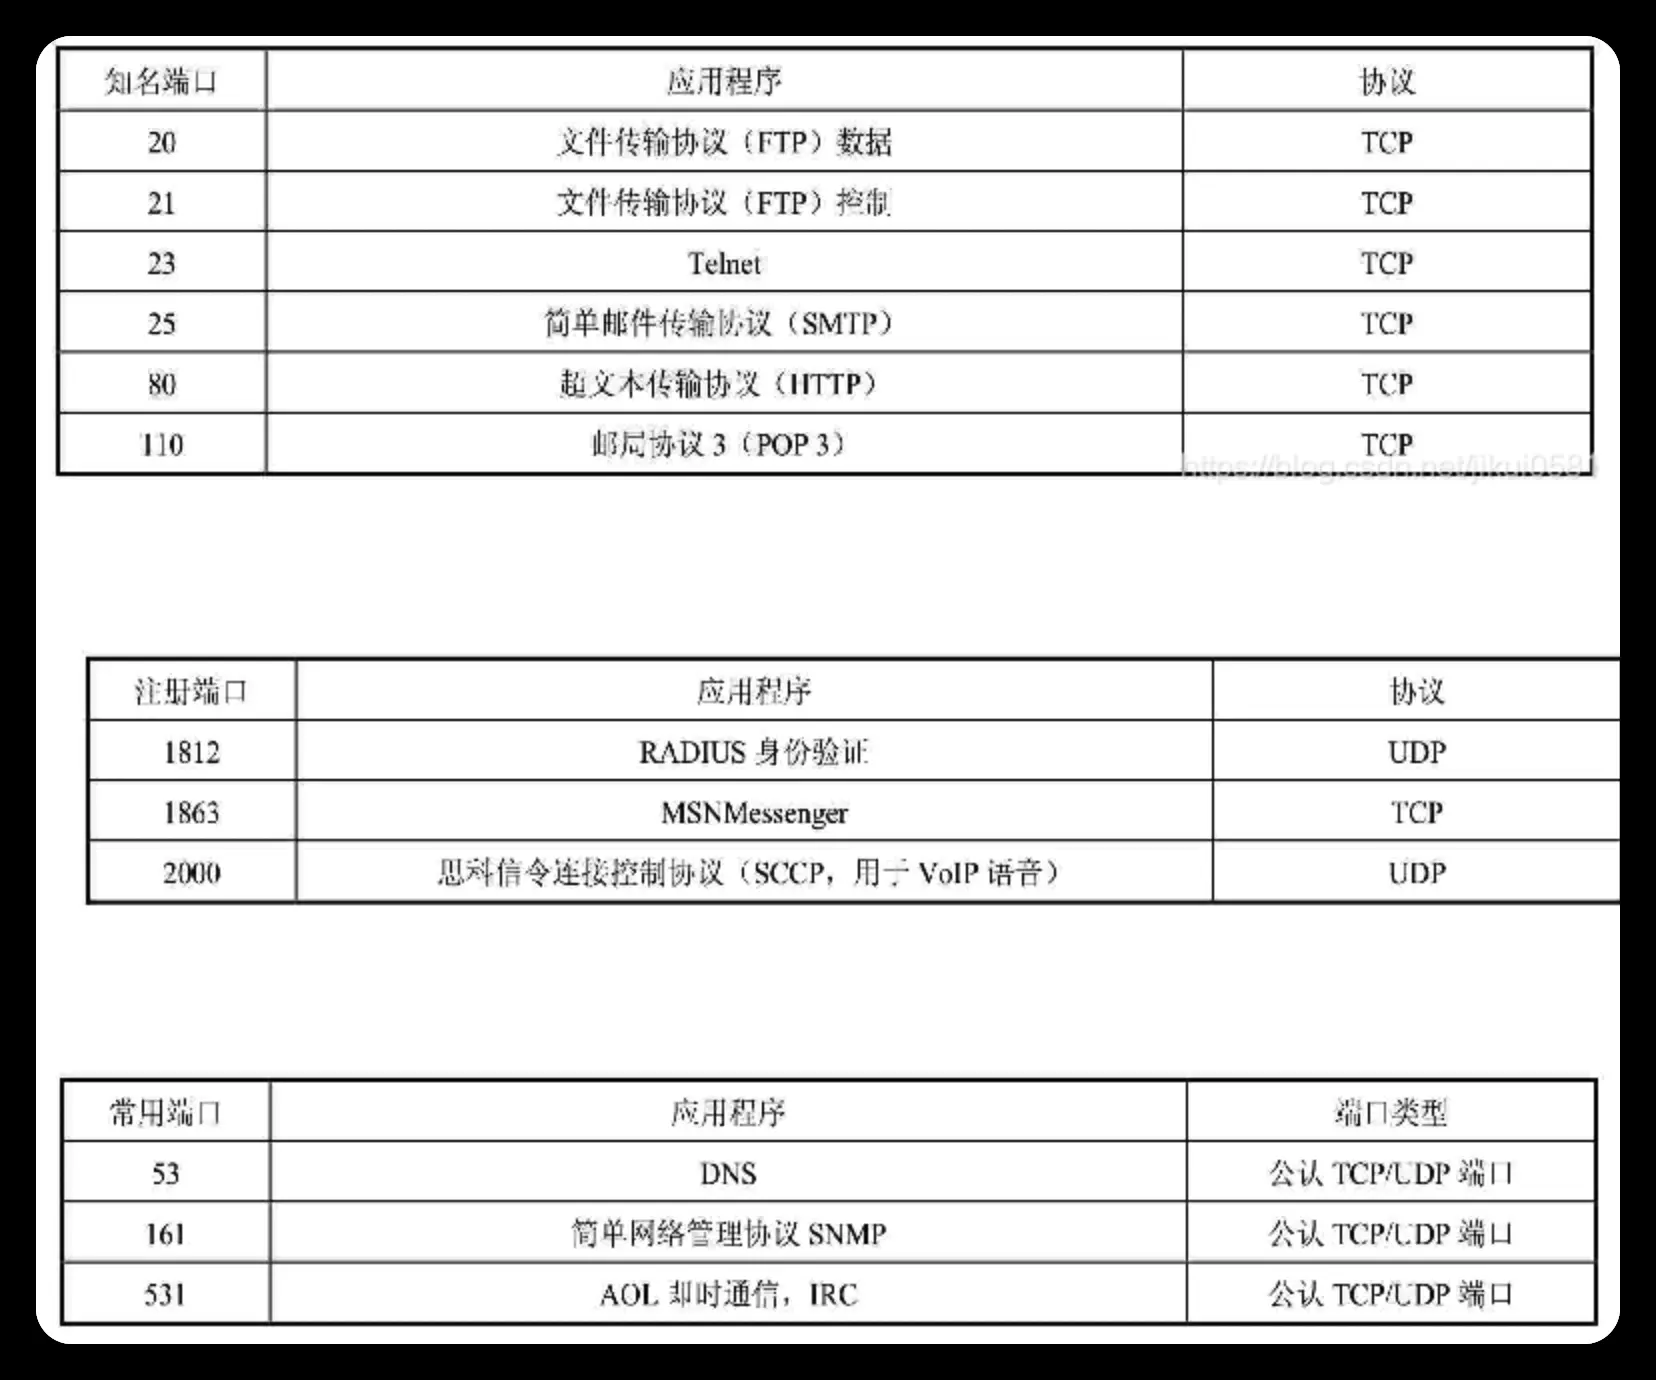 知名端口 应用程序 协议
20 文件传输协议（FTP）数据 TCP
21 文件传输协议（FTP）控制 TCP
23 Telnet TCP
25 简单邮件传输协议（SMTP） TCP
80 超文本传输协议（HTTP） TCP
110 邮局协议 3（POP 3） TCP
https://blog.csdn.net/jikui0581
注册端口 应用程序 协议
1812 RADIUS 身份验证 UDP
1863 MSNMessenger TCP
2000 思科信令连接控制协议（SCCP，用于 VoIP 语音） UDP
常用端口 应用程序 端口类型
53 DNS 公认 TCP/UDP 端口
161 简单网络管理协议 SNMP 公认 TCP/UDP 端口
531 AOL 即时通信，IRC 公认 TCP/UDP 端口